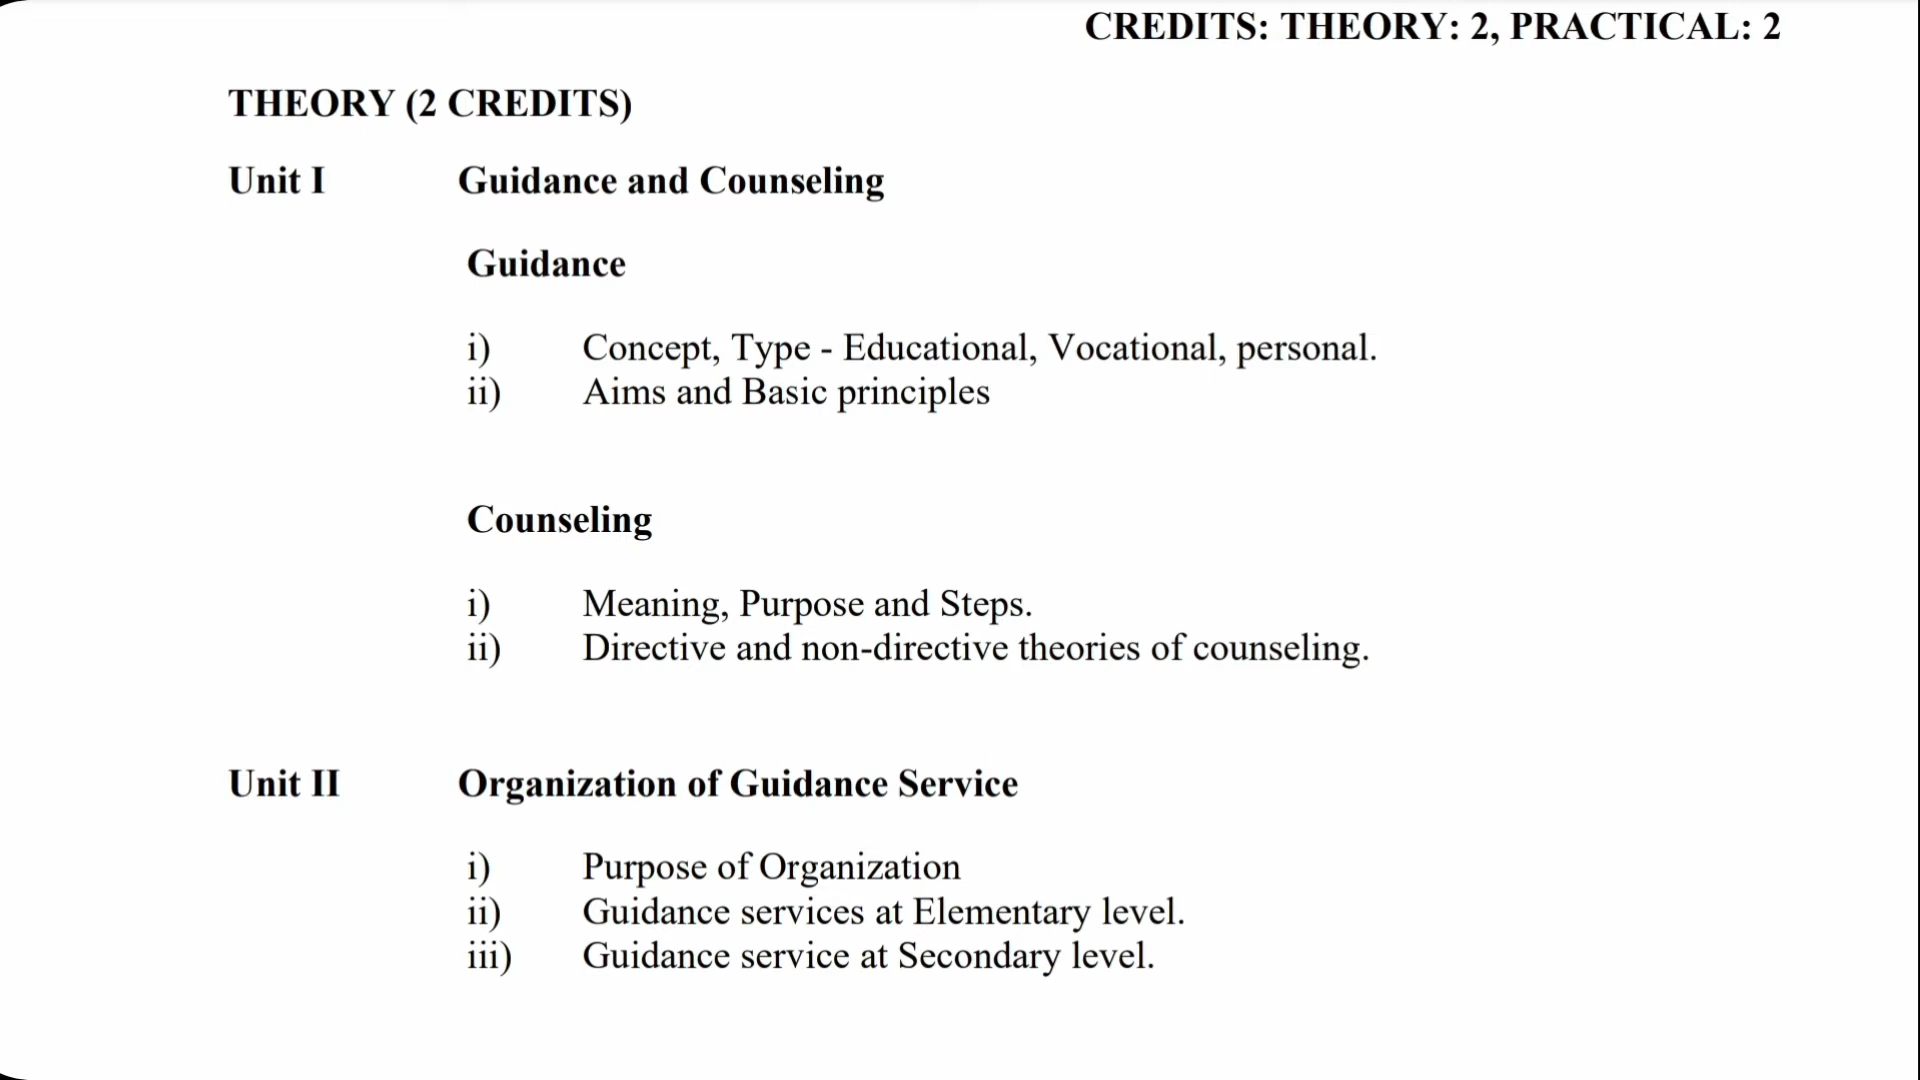 CREDITS: THEORY: 2, PRACTICAL: 2
THEORY (2 CREDITS)
Unit I Guidance and Counseling
Guidance
i) Concept, Type - Educational, Vocational, personal.
ii) Aims and Basic principles
Counseling
i) Meaning, Purpose and Steps.
ii) Directive and non-directive theories of counseling.
Unit II Organization of Guidance Service
i) Purpose of Organization
ii) Guidance services at Elementary level.
iii) Guidance service at Secondary level.